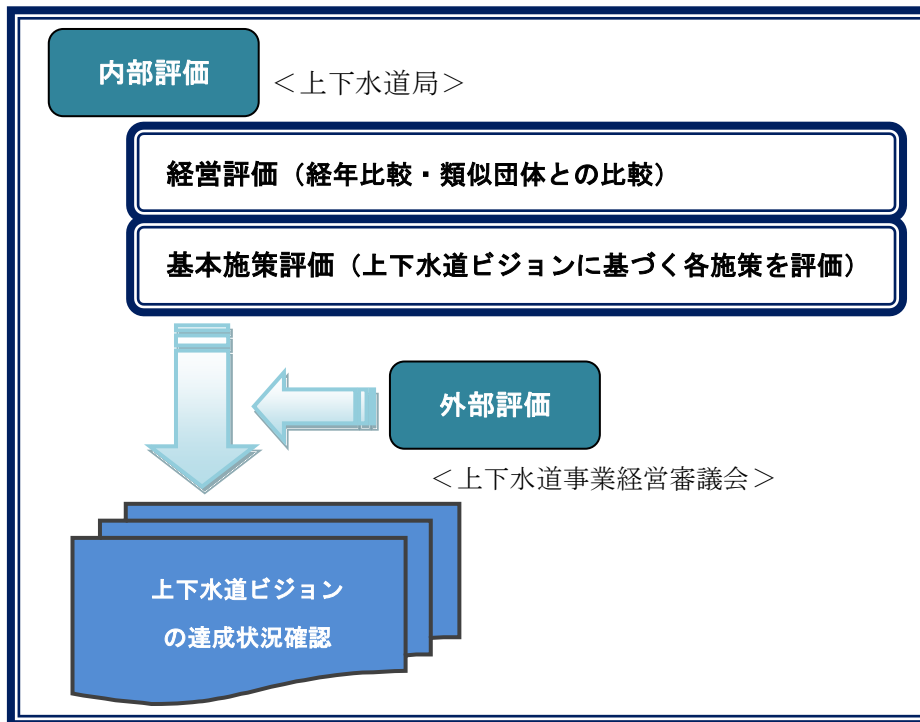 内部評価
＜上下水道局＞
経営評価（経年比較・類似団体との比較）
基本施策評価（上下水道ビジョンに基づく各施策を評価）
外部評価
＜上下水道事業経営審議会＞
上下水道ビジョン
の達成状況確認